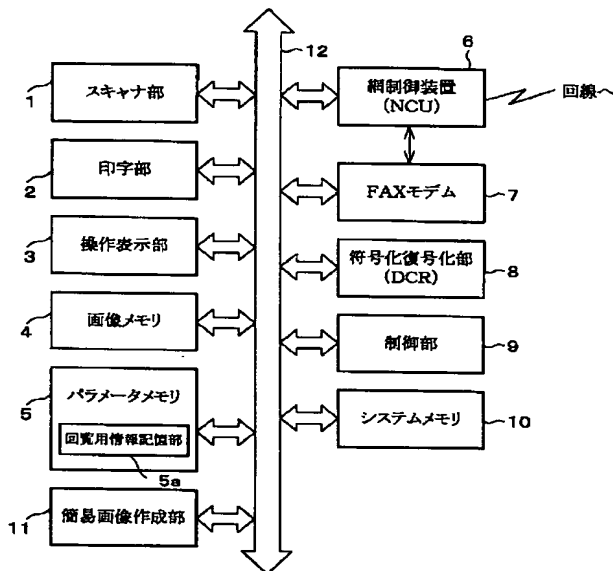 12
6
スキャナ部
1
網制御装置
(NCU)
回線へ
印字部
2
FAXモデム
7
操作表示部
3
符号化復号化部
(DCR)
8
画像メモリ
4
制御部
9
パラメータメモリ
5
回覧用情報記憶部
5a
システムメモリ
10
簡易画像作成部
11